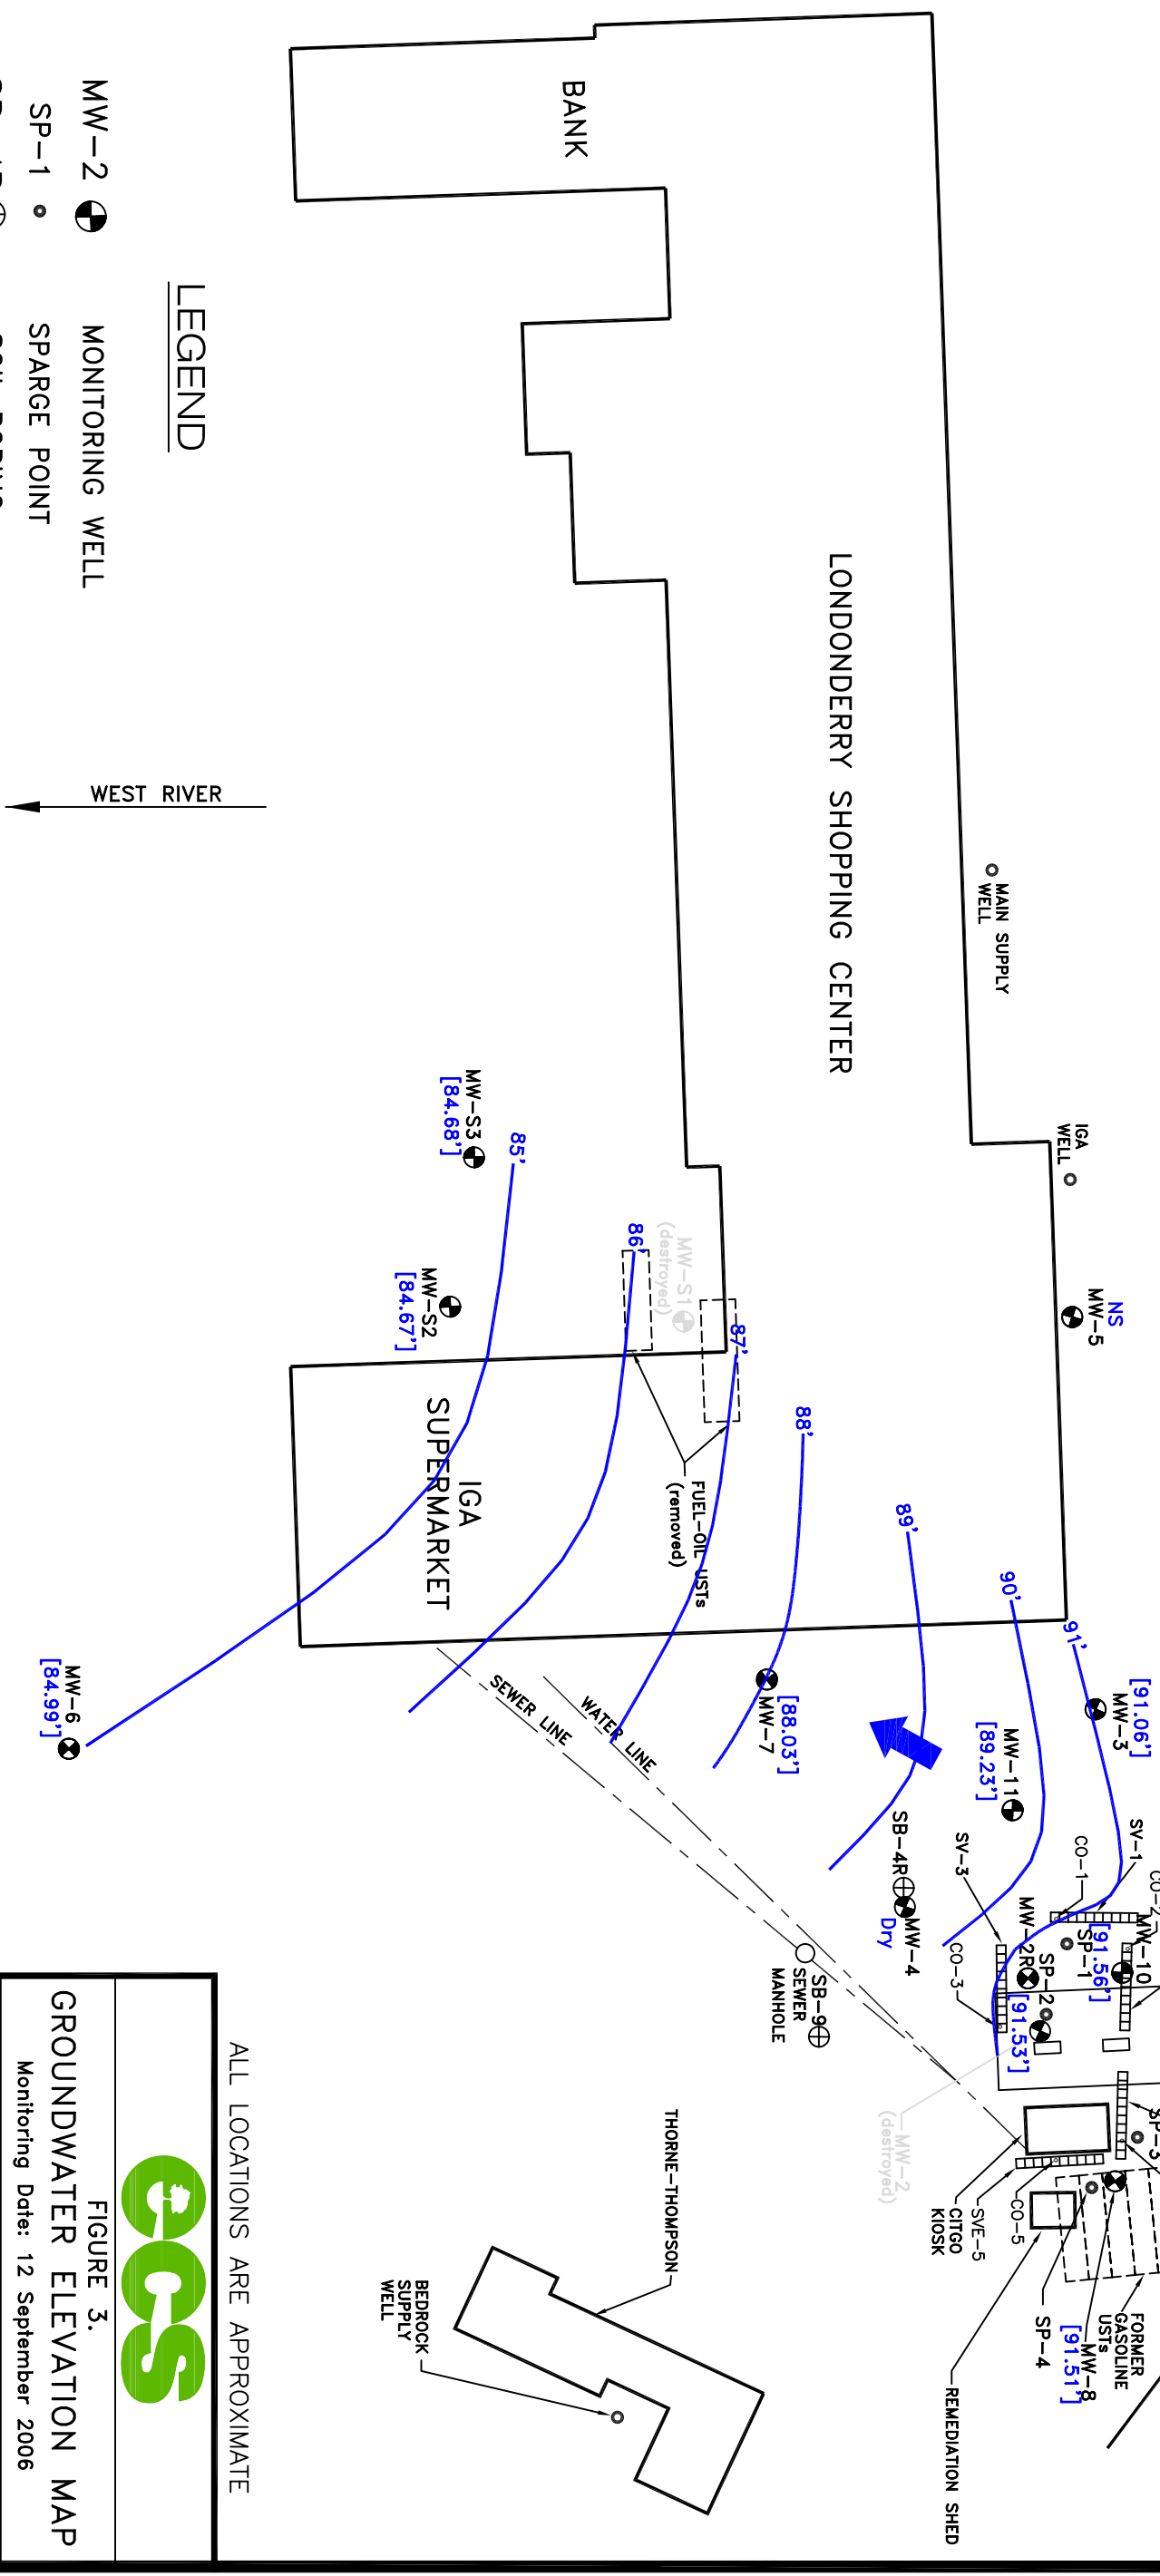 BANK
LONDONDERRY SHOPPING CENTER
MAIN SUPPLY
WELL
IGA
WELL
NS
MW-5
MW-S3
[84.68']
MW-S2
[84.67']
MW-S1
(destroyed)
85'
86'
87'
88'
89'
90'
91'
IGA
SUPERMARKET
FUEL-OIL USTs
(removed)
MW-6
[84.99']
SEWER LINE
WATER LINE
[88.03']
MW-7
[91.06']
MW-3
MW-11
[89.23']
SB-4R
MW-4
Dry
SV-3
SV-1
CO-1
CO-3
MW-10
[91.56']
SP-1
MW-2R
SP-2
[91.53']
SB-9
SEWER
MANHOLE
MW-2
(destroyed)
SP-3
CITGO
KIOSK
SVE-5
CO-5
FORMER
GASOLINE
USTs
MW-8
[91.51']
SP-4
REMEDIATION SHED
THORNE-THOMPSON
BEDROCK
SUPPLY
WELL
WEST RIVER
LEGEND
MW-2 MONITORING WELL
SP-1 SPARGE POINT
ALL LOCATIONS ARE APPROXIMATE
ecs
FIGURE 3.
GROUNDWATER ELEVATION MAP
Monitoring Date: 12 September 2006